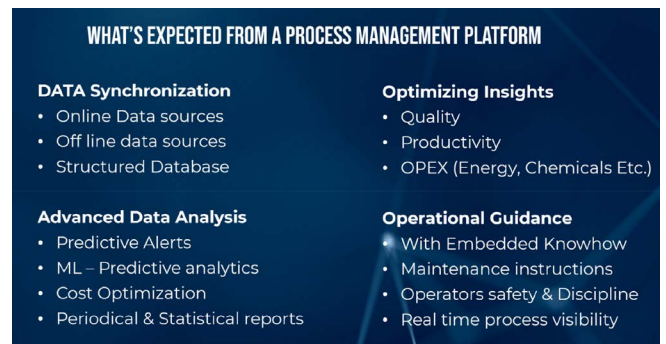 WHAT'S EXPECTED FROM A PROCESS MANAGEMENT PLATFORM
DATA Synchronization
• Online Data sources
• Off line data sources
• Structured Database
Optimizing Insights
• Quality
• Productivity
• OPEX (Energy, Chemicals Etc.)
Advanced Data Analysis
• Predictive Alerts
• ML – Predictive analytics
• Cost Optimization
• Periodical & Statistical reports
Operational Guidance
• With Embedded Knowhow
• Maintenance instructions
• Operators safety & Discipline
• Real time process visibility